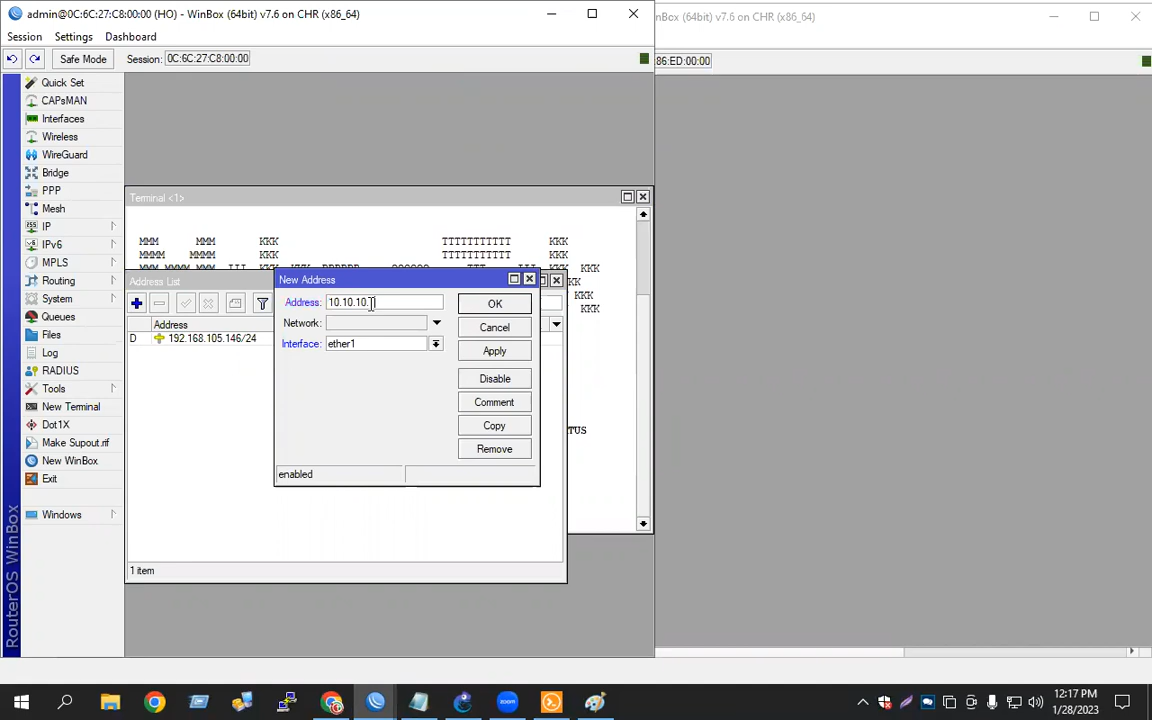 admin@0C:6C:27:C8:00:00 (HO) - WinBox (64bit) v7.6 on CHR (x86_64)
nBox (64bit) v7.6 on CHR (x86_64)
Session Settings Dashboard
Safe Mode Session: 0C:6C:27:C8:00:00
86:ED:00:00
Quick Set
CAPsMAN
Interfaces
Wireless
WireGuard
Bridge
PPP
Mesh
IP
IPv6
MPLS
Routing
System
Queues
Files
Log
RADIUS
Tools
New Terminal
Dot1X
Make Supout.rif
New WinBox
Exit
Windows
RouterOS WinBox
Terminal <1>
MMM MMM KKK TTTTTTTTTTT KKK
MMMM MMMM KKK TTTTTTTTTTT KKK
KKK
KK
KKK
KKK
TUS
Address List
Address
D 192.168.105.146/24
1 item
New Address
Address: 10.10.10.
Network:
Interface: ether1
OK
Cancel
Apply
Disable
Comment
Copy
Remove
enabled
12:17 PM
1/28/2023